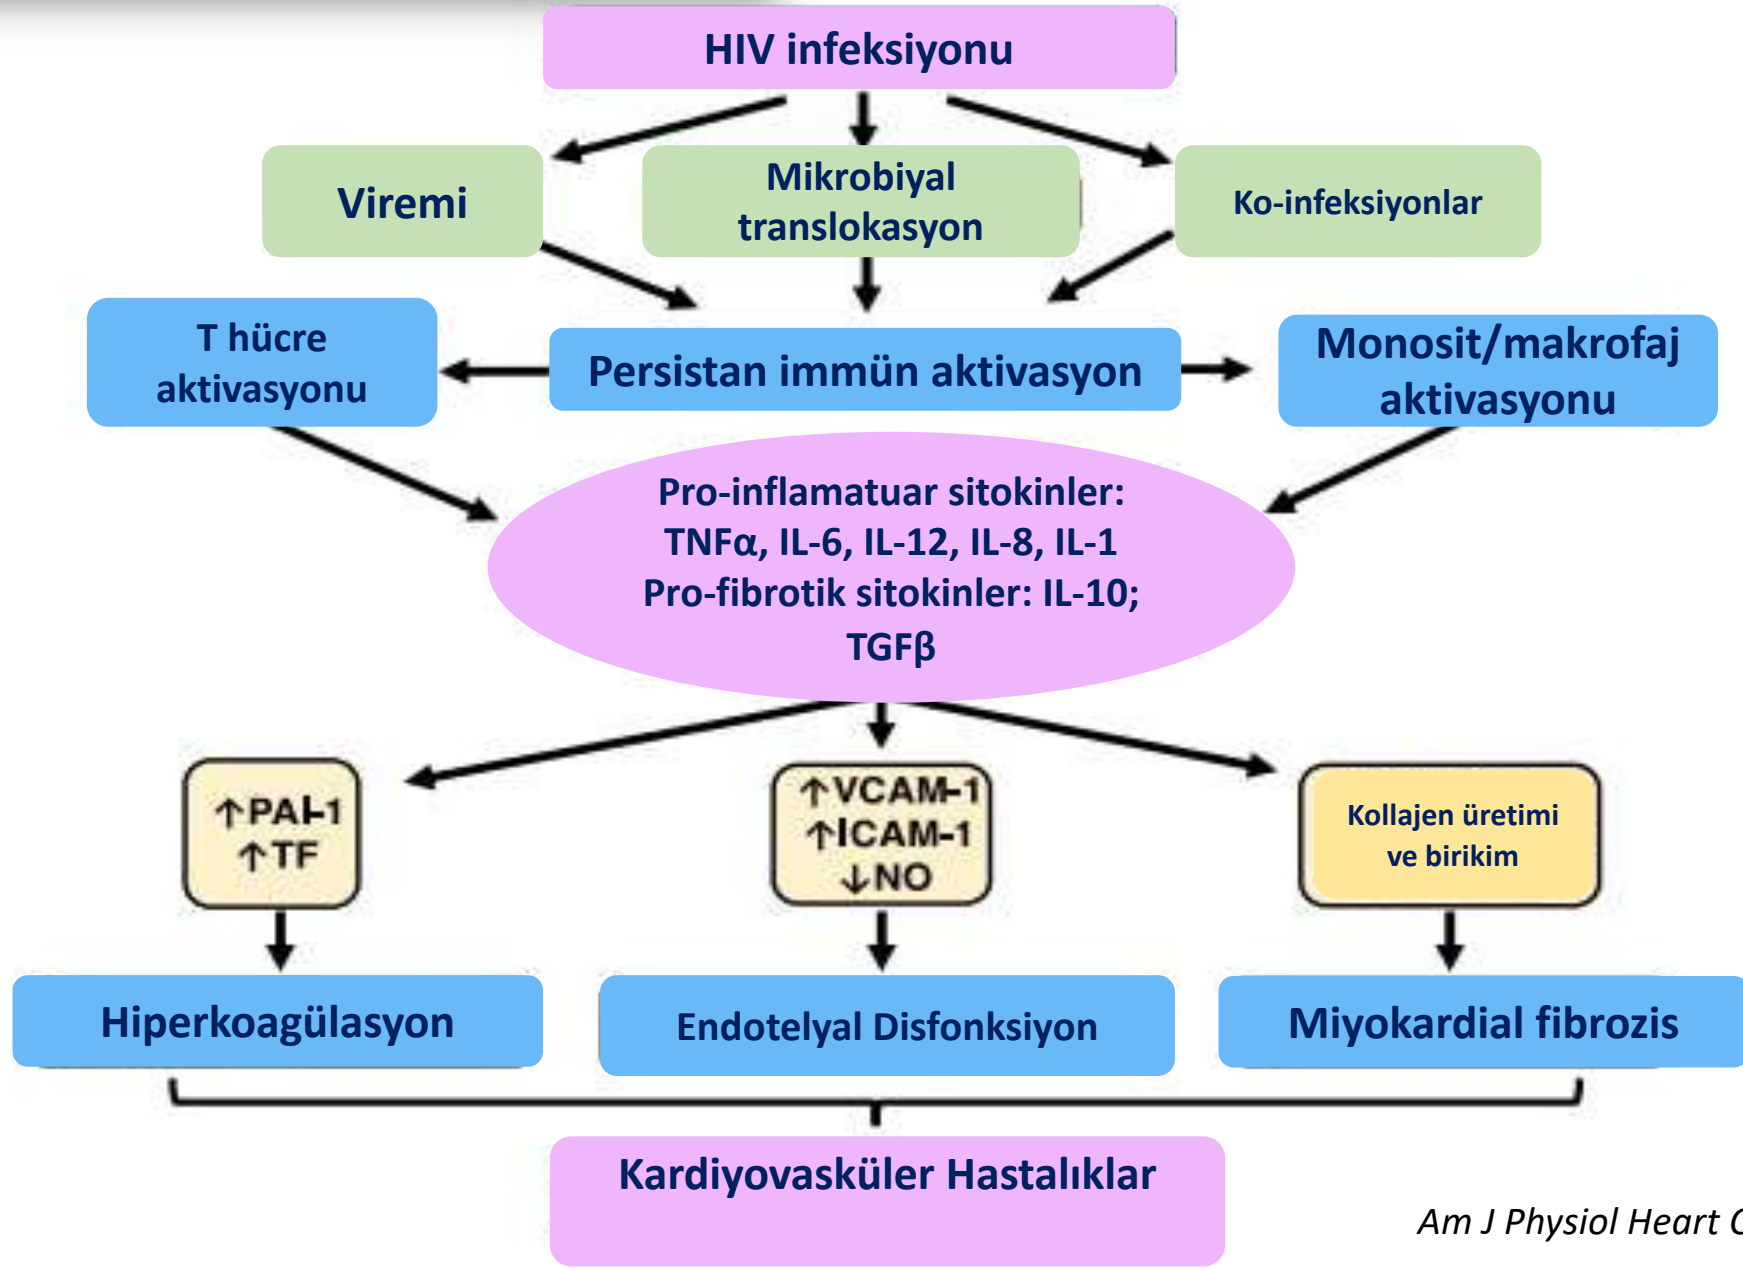 HIV infeksiyonu
Viremi
Mikrobiyal
translokasyon
Ko-infeksiyonlar
T hücre
aktivasyonu
Persistan immün aktivasyon
Monosit/makrofaj
aktivasyonu
Pro-inflamatuar sitokinler:
TNFα, IL-6, IL-12, IL-8, IL-1
Pro-fibrotik sitokinler: IL-10;
TGFβ
↑PAI-1
↑TF
↑VCAM-1
↑ICAM-1
↓NO
Kollajen üretimi
ve birikim
Hiperkoagülasyon
Endotelyal Disfonksiyon
Miyokardial fibrozis
Kardiyovasküler Hastalıklar
Am J Physiol Heart